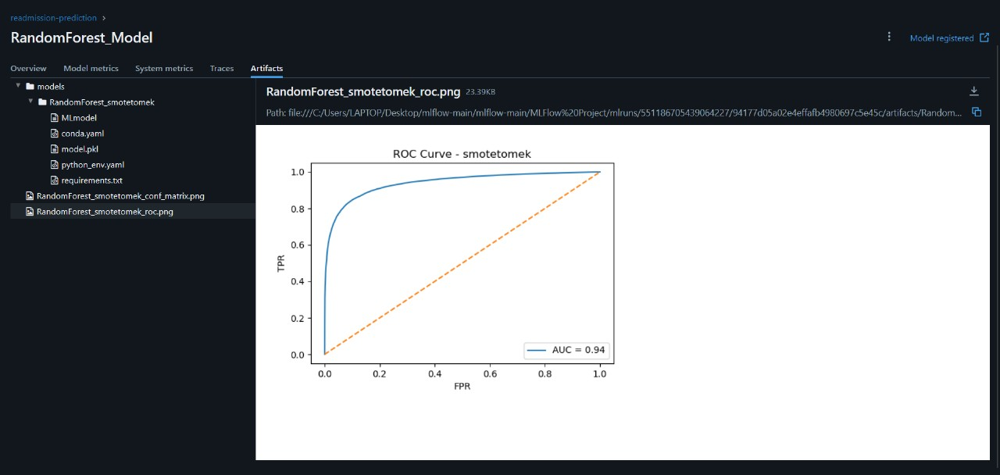 readmission-prediction ›
RandomForest_Model
Model registered
Overview Model metrics System metrics Traces Artifacts
models
RandomForest_smotetomek
MLmodel
conda.yaml
model.pkl
python_env.yaml
requirements.txt
RandomForest_smotetomek_conf_matrix.png
RandomForest_smotetomek_roc.png
RandomForest_smotetomek_roc.png 23.39KB
Path: file:///C:/Users/LAPTOP/Desktop/mlflow-main/mlflow-main/MLFlow%20Project/mlruns/551186705439064227/94177d05a02e4effafb4980697c5e45c/artifacts/Random...
ROC Curve - smotetomek
1.0
0.8
0.6
0.4
0.2
0.0
TPR
AUC = 0.94
0.0 0.2 0.4 0.6 0.8 1.0
FPR